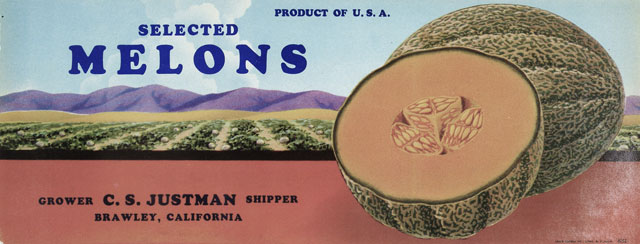 PRODUCT OF U.S.A.
SELECTED
MELONS
GROWER C. S. JUSTMAN SHIPPER
BRAWLEY, CALIFORNIA